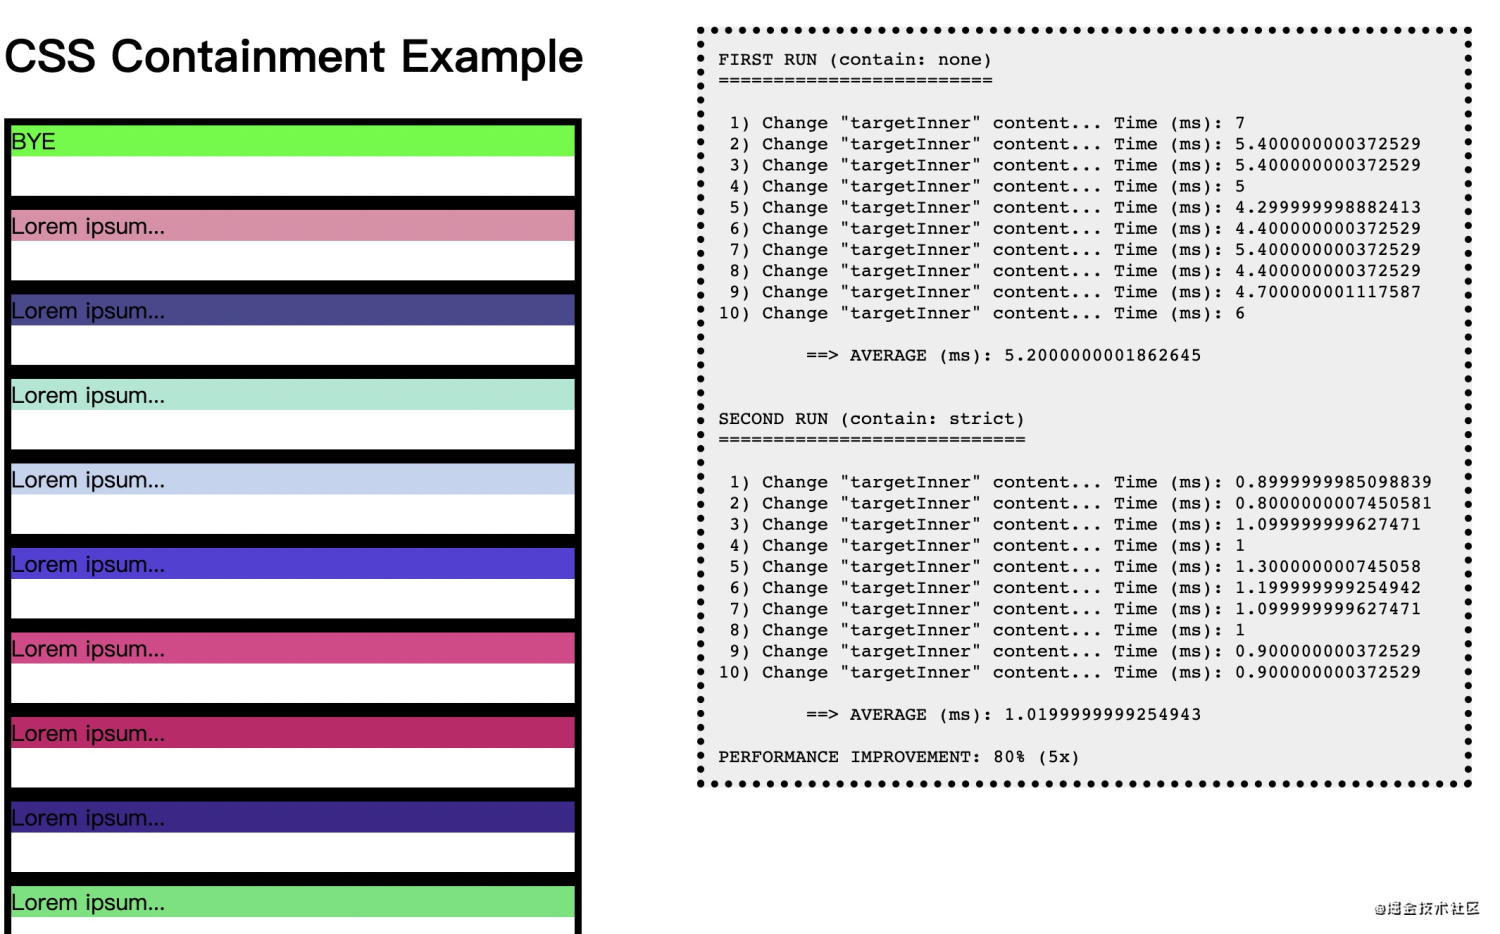 CSS Containment Example
BYE
Lorem ipsum...
Lorem ipsum...
Lorem ipsum...
Lorem ipsum...
Lorem ipsum...
Lorem ipsum...
Lorem ipsum...
Lorem ipsum...
Lorem ipsum...
FIRST RUN (contain: none)
=========================
1) Change "targetInner" content... Time (ms): 7
2) Change "targetInner" content... Time (ms): 5.400000000372529
3) Change "targetInner" content... Time (ms): 5.400000000372529
4) Change "targetInner" content... Time (ms): 5
5) Change "targetInner" content... Time (ms): 4.299999998882413
6) Change "targetInner" content... Time (ms): 4.400000000372529
7) Change "targetInner" content... Time (ms): 5.400000000372529
8) Change "targetInner" content... Time (ms): 4.400000000372529
9) Change "targetInner" content... Time (ms): 4.700000001117587
10) Change "targetInner" content... Time (ms): 6
==> AVERAGE (ms): 5.2000000001862645
SECOND RUN (contain: strict)
============================
1) Change "targetInner" content... Time (ms): 0.8999999985098839
2) Change "targetInner" content... Time (ms): 0.8000000007450581
3) Change "targetInner" content... Time (ms): 1.099999999627471
4) Change "targetInner" content... Time (ms): 1
5) Change "targetInner" content... Time (ms): 1.300000000745058
6) Change "targetInner" content... Time (ms): 1.199999999254942
7) Change "targetInner" content... Time (ms): 1.099999999627471
8) Change "targetInner" content... Time (ms): 1
9) Change "targetInner" content... Time (ms): 0.900000000372529
10) Change "targetInner" content... Time (ms): 0.900000000372529
==> AVERAGE (ms): 1.0199999999254943
PERFORMANCE IMPROVEMENT: 80% (5x)
@掘金技术社区